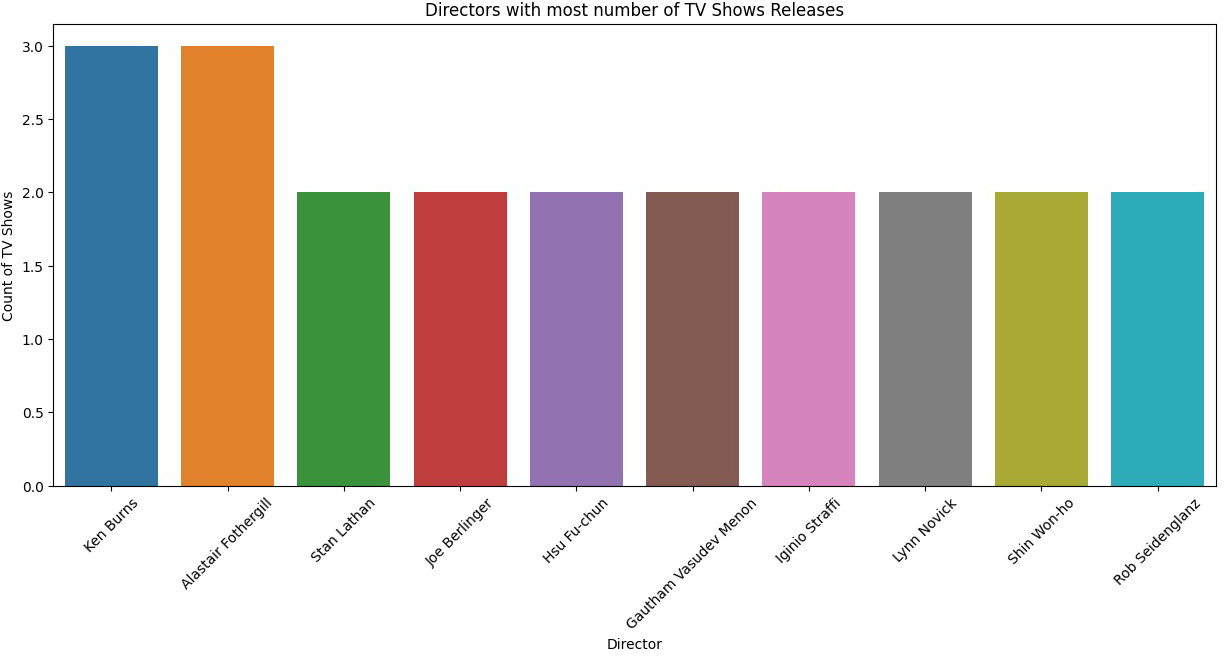 Directors with most number of TV Shows Releases
Count of TV Shows
3.0
2.5
2.0
1.5
1.0
0.5
0.0
Ken Burns
Alastair Fothergill
Stan Lathan
Joe Berlinger
Hsu Fu-chun
Gautham Vasudev Menon
Iginio Straffi
Lynn Novick
Shin Won-ho
Rob Seidenglanz
Director